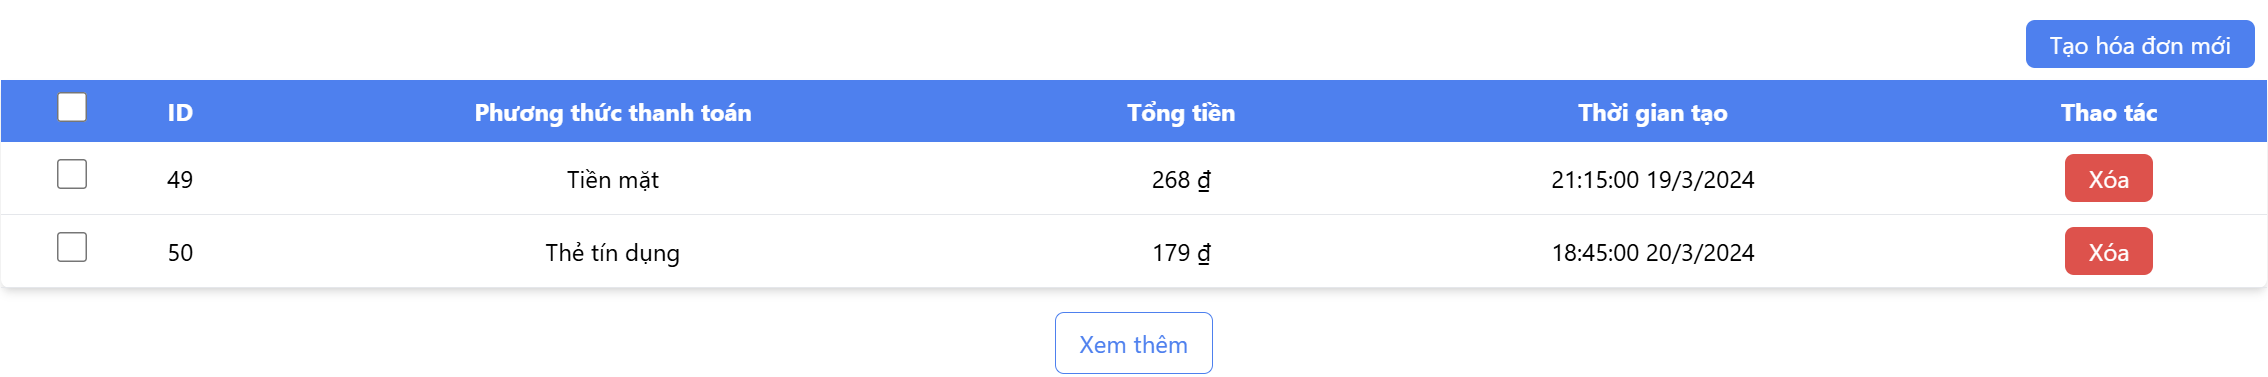 Tạo hóa đơn mới
ID Phương thức thanh toán Tổng tiền Thời gian tạo Thao tác
49 Tiền mặt 268 ₫ 21:15:00 19/3/2024 Xóa
50 Thẻ tín dụng 179 ₫ 18:45:00 20/3/2024 Xóa
Xem thêm